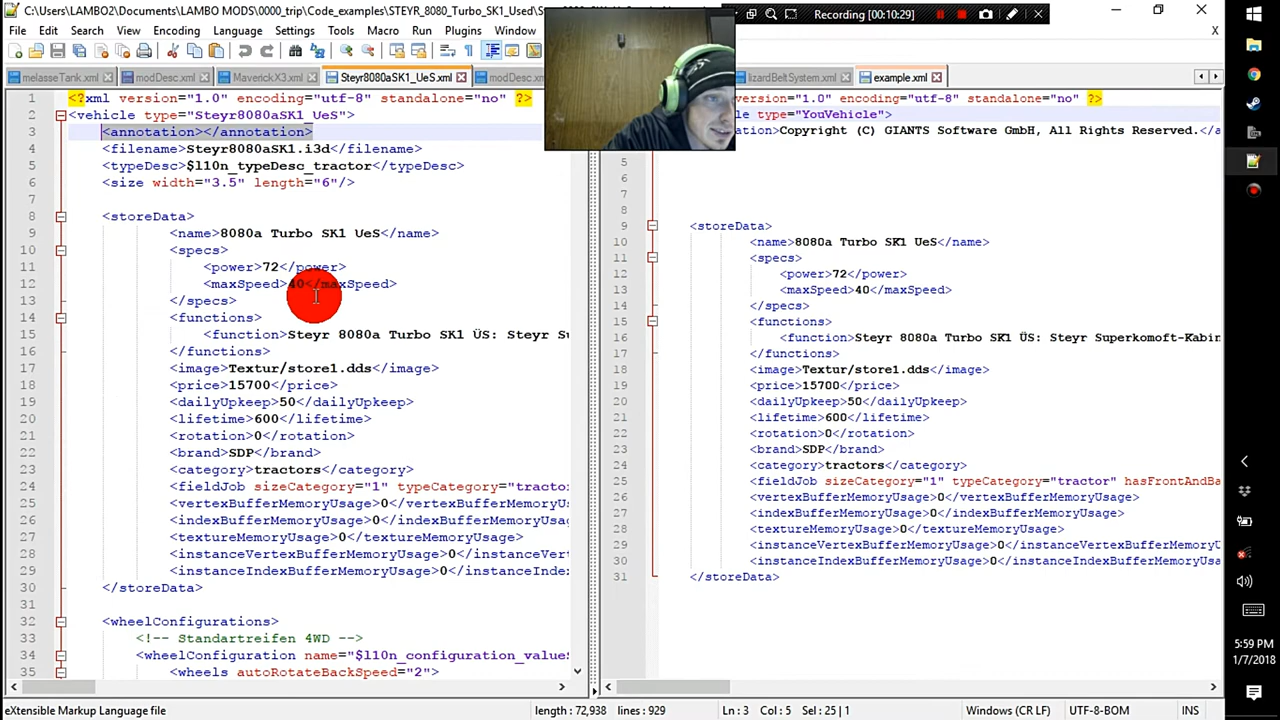 C:\Users\LAMBO2\Documents\LAMBO MODS\0000_trip\Code_examples\STEYR_8080_Turbo_SK1_Used\
Recording [00:10:29]
File Edit Search View Encoding Language Settings Tools Macro Run Plugins Window
X
melasseTank.xml
modDesc.xml
MaverickX3.xml
Steyr8080aSK1_UeS.xml
modDesc.xml
lizardBeltSystem.xml
example.xml
1 <?xml version="1.0" encoding="utf-8" standalone="no" ?>
2 <vehicle type="Steyr8080aSK1_UeS">
3 <annotation></annotation>
4 <filename>Steyr8080aSK1.i3d</filename>
5 <typeDesc>$l10n_typeDesc_tractor</typeDesc>
6 <size width="3.5" length="6"/>
7
8 <storeData>
9 <name>8080a Turbo SK1 UeS</name>
10 <specs>
11 <power>72</power>
12 <maxSpeed>40</maxSpeed>
13 </specs>
14 <functions>
15 <function>Steyr 8080a Turbo SK1 ÜS: Steyr Su
16 </functions>
17 <image>Textur/store1.dds</image>
18 <price>15700</price>
19 <dailyUpkeep>50</dailyUpkeep>
20 <lifetime>600</lifetime>
21 <rotation>0</rotation>
22 <brand>SDP</brand>
23 <category>tractors</category>
24 <fieldJob sizeCategory="1" typeCategory="tracto
25 <vertexBufferMemoryUsage>0</vertexBufferMemoryU
26 <indexBufferMemoryUsage>0</indexBufferMemoryUsa
27 <textureMemoryUsage>0</textureMemoryUsage>
28 <instanceVertexBufferMemoryUsage>0</instanceVer
29 <instanceIndexBufferMemoryUsage>0</instanceInde
30 </storeData>
31
32 <wheelConfigurations>
33 <!-- Standartreifen 4WD -->
34 <wheelConfiguration name="$l10n_configuration_valueS
35 <wheels autoRotateBackSpeed="2">
version="1.0" encoding="utf-8" standalone="no" ?>
le type="YouVehicle">
ation>Copyright (C) GIANTS Software GmbH, All Rights Reserved.</a
5
6
7
8
9 <storeData>
10 <name>8080a Turbo SK1 UeS</name>
11 <specs>
12 <power>72</power>
13 <maxSpeed>40</maxSpeed>
14 </specs>
15 <functions>
16 <function>Steyr 8080a Turbo SK1 ÜS: Steyr Superkomoft-Kabin
17 </functions>
18 <image>Textur/store1.dds</image>
19 <price>15700</price>
20 <dailyUpkeep>50</dailyUpkeep>
21 <lifetime>600</lifetime>
22 <rotation>0</rotation>
23 <brand>SDP</brand>
24 <category>tractors</category>
25 <fieldJob sizeCategory="1" typeCategory="tractor" hasFrontAndBa
26 <vertexBufferMemoryUsage>0</vertexBufferMemoryUsage>
27 <indexBufferMemoryUsage>0</indexBufferMemoryUsage>
28 <textureMemoryUsage>0</textureMemoryUsage>
29 <instanceVertexBufferMemoryUsage>0</instanceVertexBufferMemoryU
30 <instanceIndexBufferMemoryUsage>0</instanceIndexBufferMemoryUsa
31 </storeData>
5:59 PM
1/7/2018
eXtensible Markup Language file length : 72,938 lines : 929 Ln : 3 Col : 5 Sel : 25 | 1 Windows (CR LF) UTF-8-BOM INS